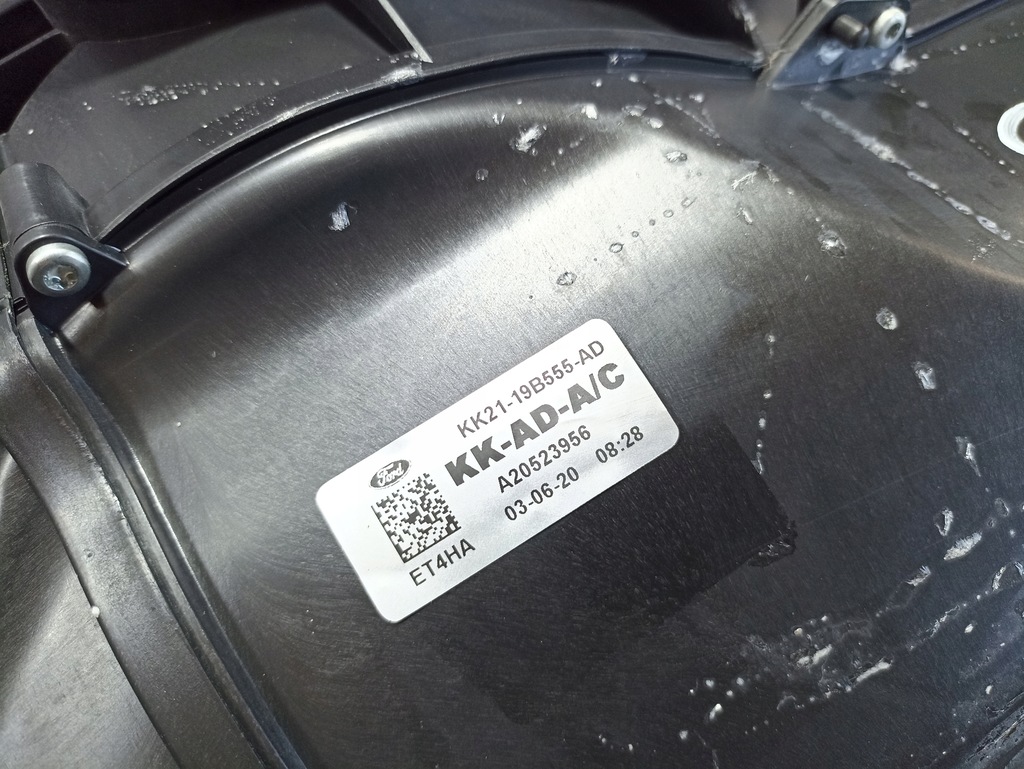 KK21-19B555-AD
KK-AD-A/C
A20523956
03-06-20 08:28
Ford
ET4HA